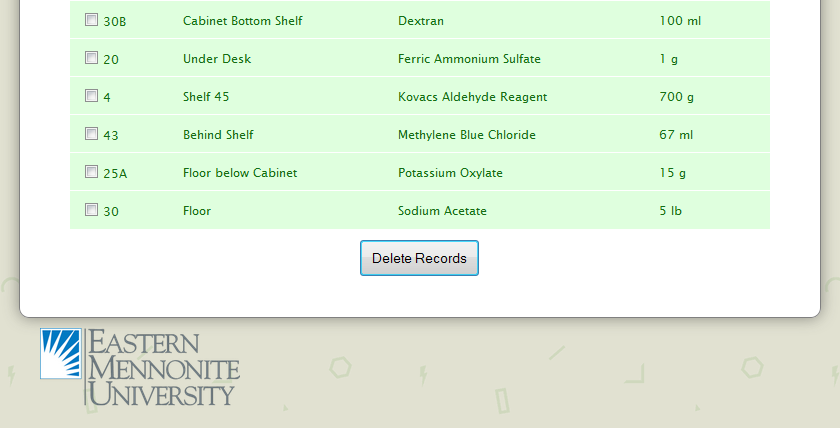 30B Cabinet Bottom Shelf Dextran 100 ml
20 Under Desk Ferric Ammonium Sulfate 1 g
4 Shelf 45 Kovacs Aldehyde Reagent 700 g
43 Behind Shelf Methylene Blue Chloride 67 ml
25A Floor below Cabinet Potassium Oxylate 15 g
30 Floor Sodium Acetate 5 lb
Delete Records
EASTERN
MENNONITE
UNIVERSITY